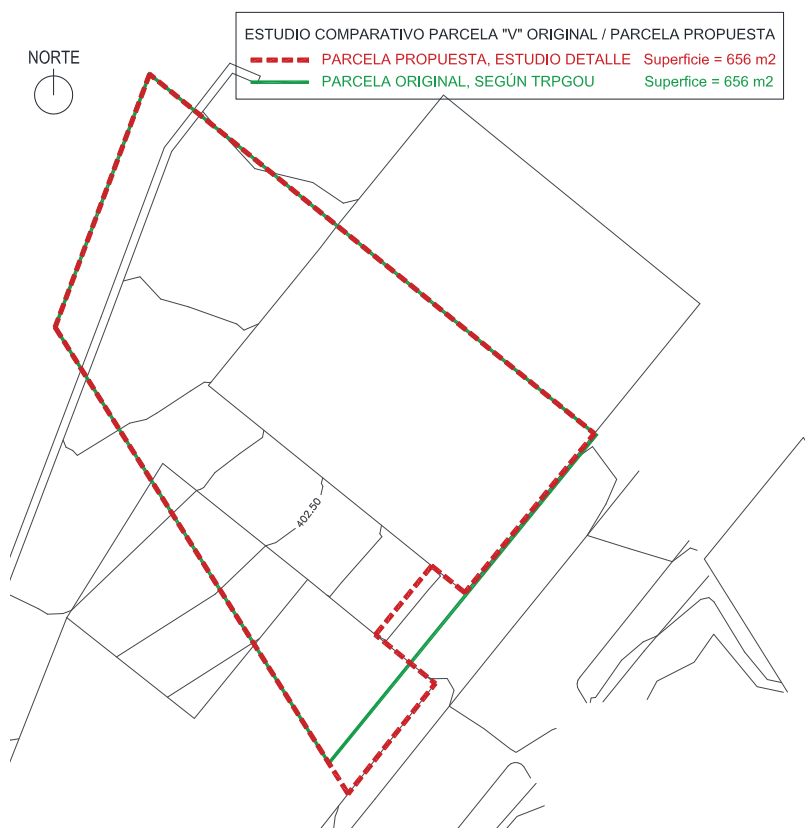 ESTUDIO COMPARATIVO PARCELA "V" ORIGINAL / PARCELA PROPUESTA
PARCELA PROPUESTA, ESTUDIO DETALLE Superficie = 656 m2
PARCELA ORIGINAL, SEGÚN TRPGOU Superfice = 656 m2
NORTE
402.50